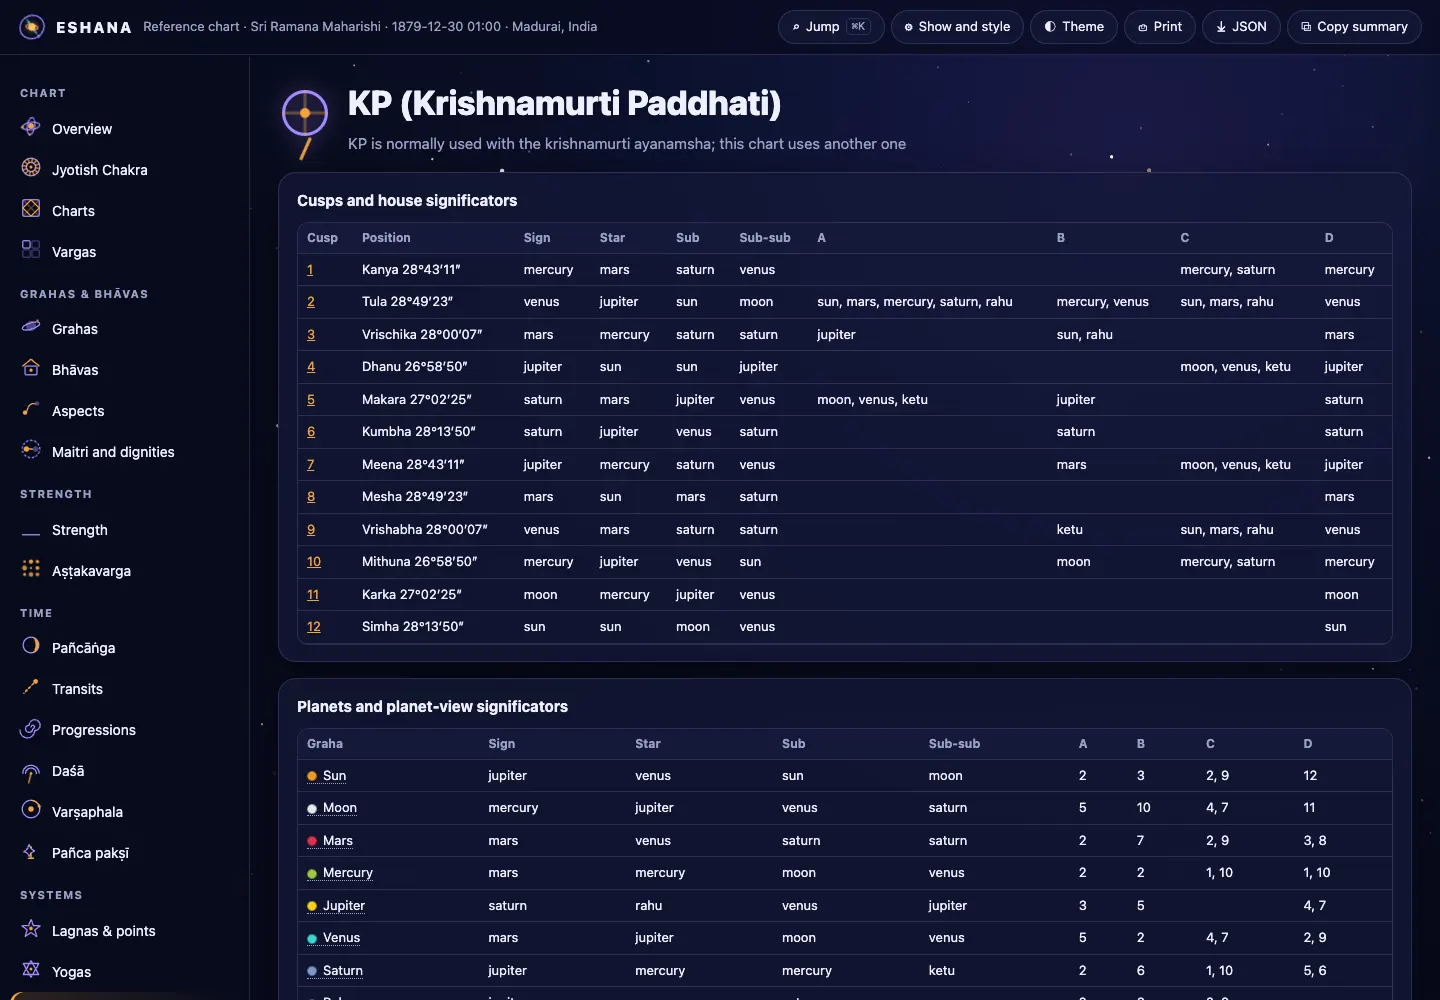 ESHANA Reference chart · Sri Ramana Maharishi · 1879-12-30 01:00 · Madurai, India
Jump ⌘K Show and style Theme Print JSON Copy summary
CHART
Overview
Jyotish Chakra
Charts
Vargas
GRAHAS & BHĀVAS
Grahas
Bhāvas
Aspects
Maitri and dignities
STRENGTH
Strength
Aṣṭakavarga
TIME
Pañcāṅga
Transits
Progressions
Daśā
Varṣaphala
Pañca pakṣī
SYSTEMS
Lagnas & points
Yogas
KP (Krishnamurti Paddhati)
KP is normally used with the krishnamurti ayanamsha; this chart uses another one
Cusps and house significators
Cusp Position Sign Star Sub Sub-sub A B C D
1 Kanya 28°43′11″ mercury mars saturn venus mercury, saturn mercury
2 Tula 28°49′23″ venus jupiter sun moon sun, mars, mercury, saturn, rahu mercury, venus sun, mars, rahu venus
3 Vrischika 28°00′07″ mars mercury saturn saturn jupiter sun, rahu mars
4 Dhanu 26°58′50″ jupiter sun sun jupiter moon, venus, ketu jupiter
5 Makara 27°02′25″ saturn mars jupiter venus moon, venus, ketu jupiter saturn
6 Kumbha 28°13′50″ saturn jupiter venus saturn saturn saturn
7 Meena 28°43′11″ jupiter mercury saturn venus mars moon, venus, ketu jupiter
8 Mesha 28°49′23″ mars sun mars saturn mars
9 Vrishabha 28°00′07″ venus mars saturn saturn ketu sun, mars, rahu venus
10 Mithuna 26°58′50″ mercury jupiter venus sun moon mercury, saturn mercury
11 Karka 27°02′25″ moon mercury jupiter venus moon
12 Simha 28°13′50″ sun sun moon venus sun
Planets and planet-view significators
Graha Sign Star Sub Sub-sub A B C D
Sun jupiter venus sun moon 2 3 2, 9 12
Moon mercury jupiter venus saturn 5 10 4, 7 11
Mars mars venus saturn saturn 2 7 2, 9 3, 8
Mercury mars mercury moon venus 2 2 1, 10 1, 10
Jupiter saturn rahu venus jupiter 3 5 4, 7
Venus mars jupiter moon venus 5 2 4, 7 2, 9
Saturn jupiter mercury mercury ketu 2 6 1, 10 5, 6